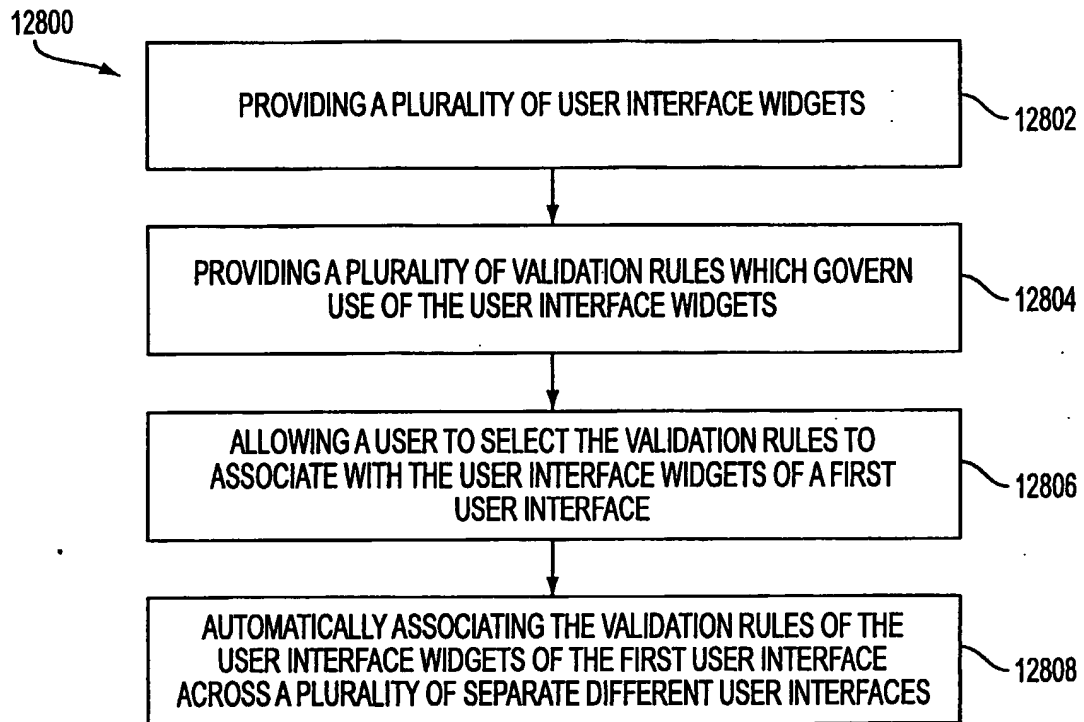 12800
PROVIDING A PLURALITY OF USER INTERFACE WIDGETS
12802
PROVIDING A PLURALITY OF VALIDATION RULES WHICH GOVERN
USE OF THE USER INTERFACE WIDGETS
12804
ALLOWING A USER TO SELECT THE VALIDATION RULES TO
ASSOCIATE WITH THE USER INTERFACE WIDGETS OF A FIRST
USER INTERFACE
12806
AUTOMATICALLY ASSOCIATING THE VALIDATION RULES OF THE
USER INTERFACE WIDGETS OF THE FIRST USER INTERFACE
ACROSS A PLURALITY OF SEPARATE DIFFERENT USER INTERFACES
12808